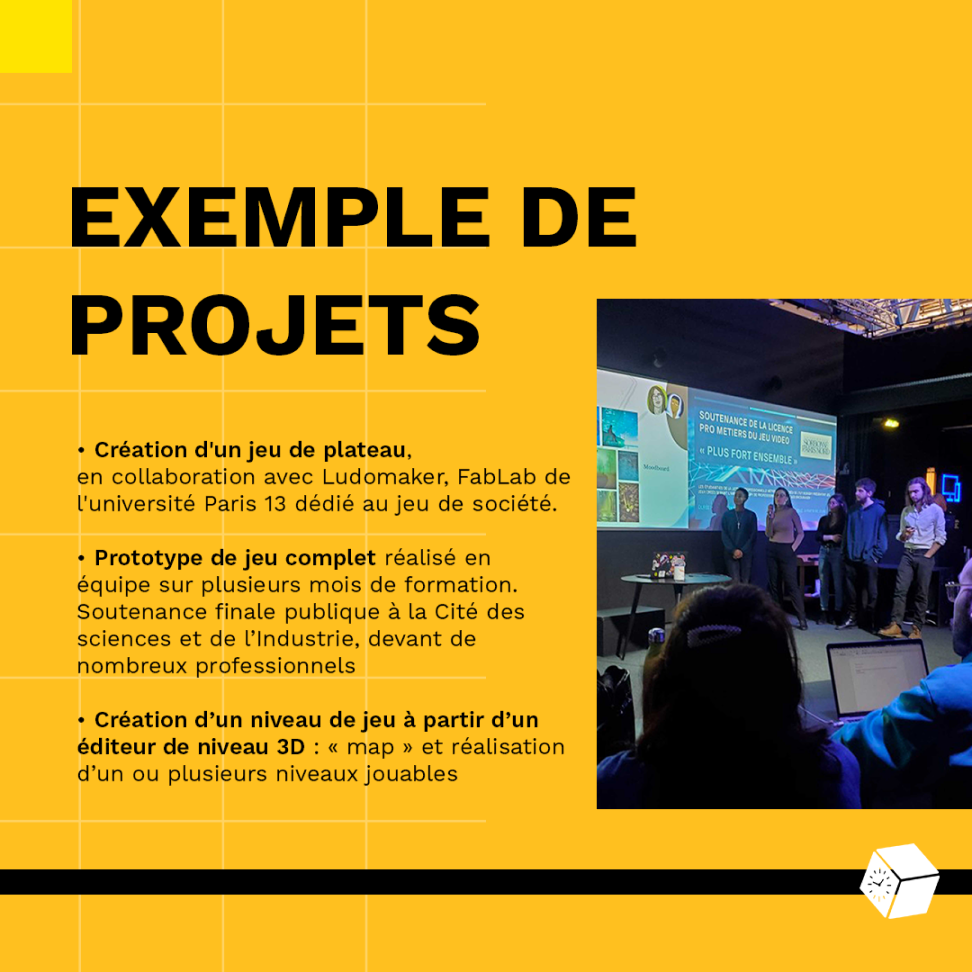 EXEMPLE DE
PROJETS
• Création d'un jeu de plateau,
en collaboration avec Ludomaker, FabLab de
l'université Paris 13 dédié au jeu de société.
• Prototype de jeu complet réalisé en
équipe sur plusieurs mois de formation.
Soutenance finale publique à la Cité des
sciences et de l’Industrie, devant de
nombreux professionnels
• Création d’un niveau de jeu à partir d’un
éditeur de niveau 3D : « map » et réalisation
d’un ou plusieurs niveaux jouables
SOUTENANCE DE LA LICENCE
PRO METIERS DU JEU VIDEO
« PLUS FORT ENSEMBLE »
SORBONNE
PARIS NORD
Moodboard